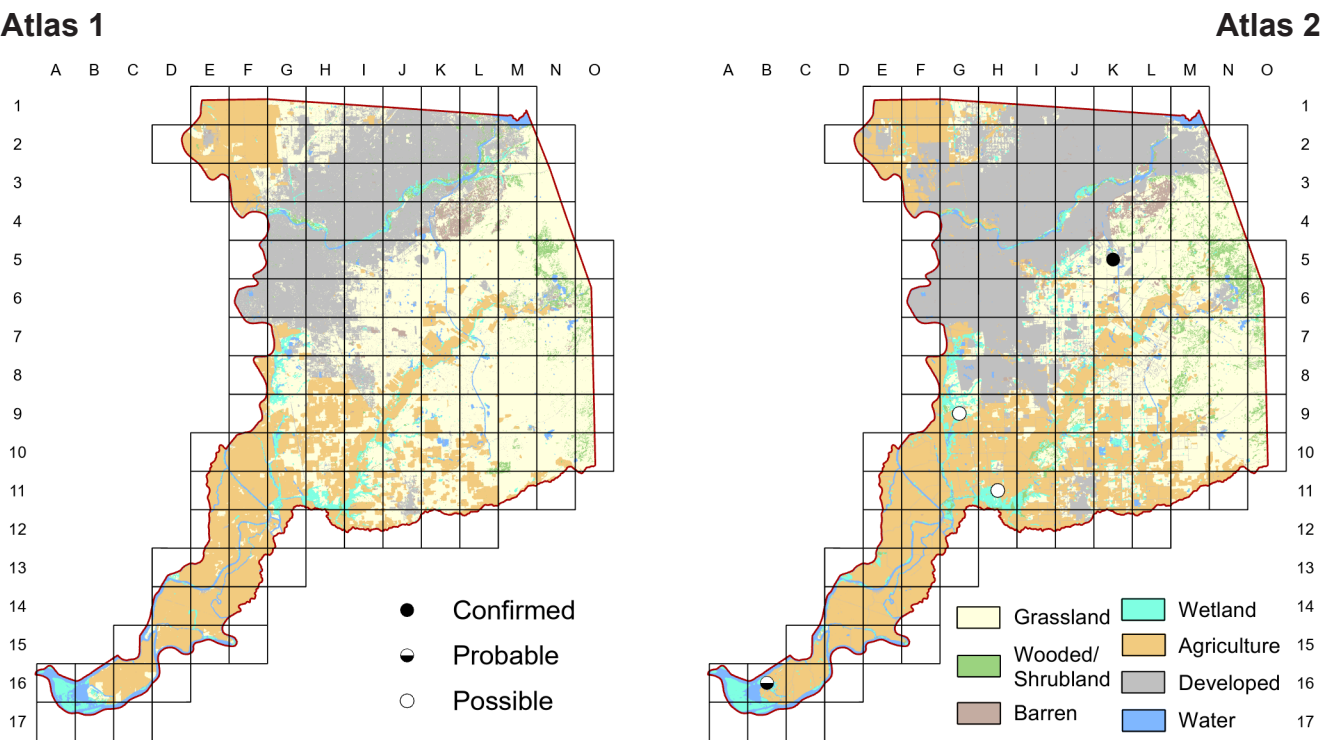 Atlas 1
Atlas 2
A B C D E F G H I J K L M N O
A B C D E F G H I J K L M N O
1
2
3
4
5
6
7
8
9
10
11
12
13
14
15
16
17
1
2
3
4
5
6
7
8
9
10
11
12
13
14
15
16
17
Confirmed
Probable
Possible
Grassland
Wooded/
Shrubland
Barren
Wetland
Agriculture
Developed
Water